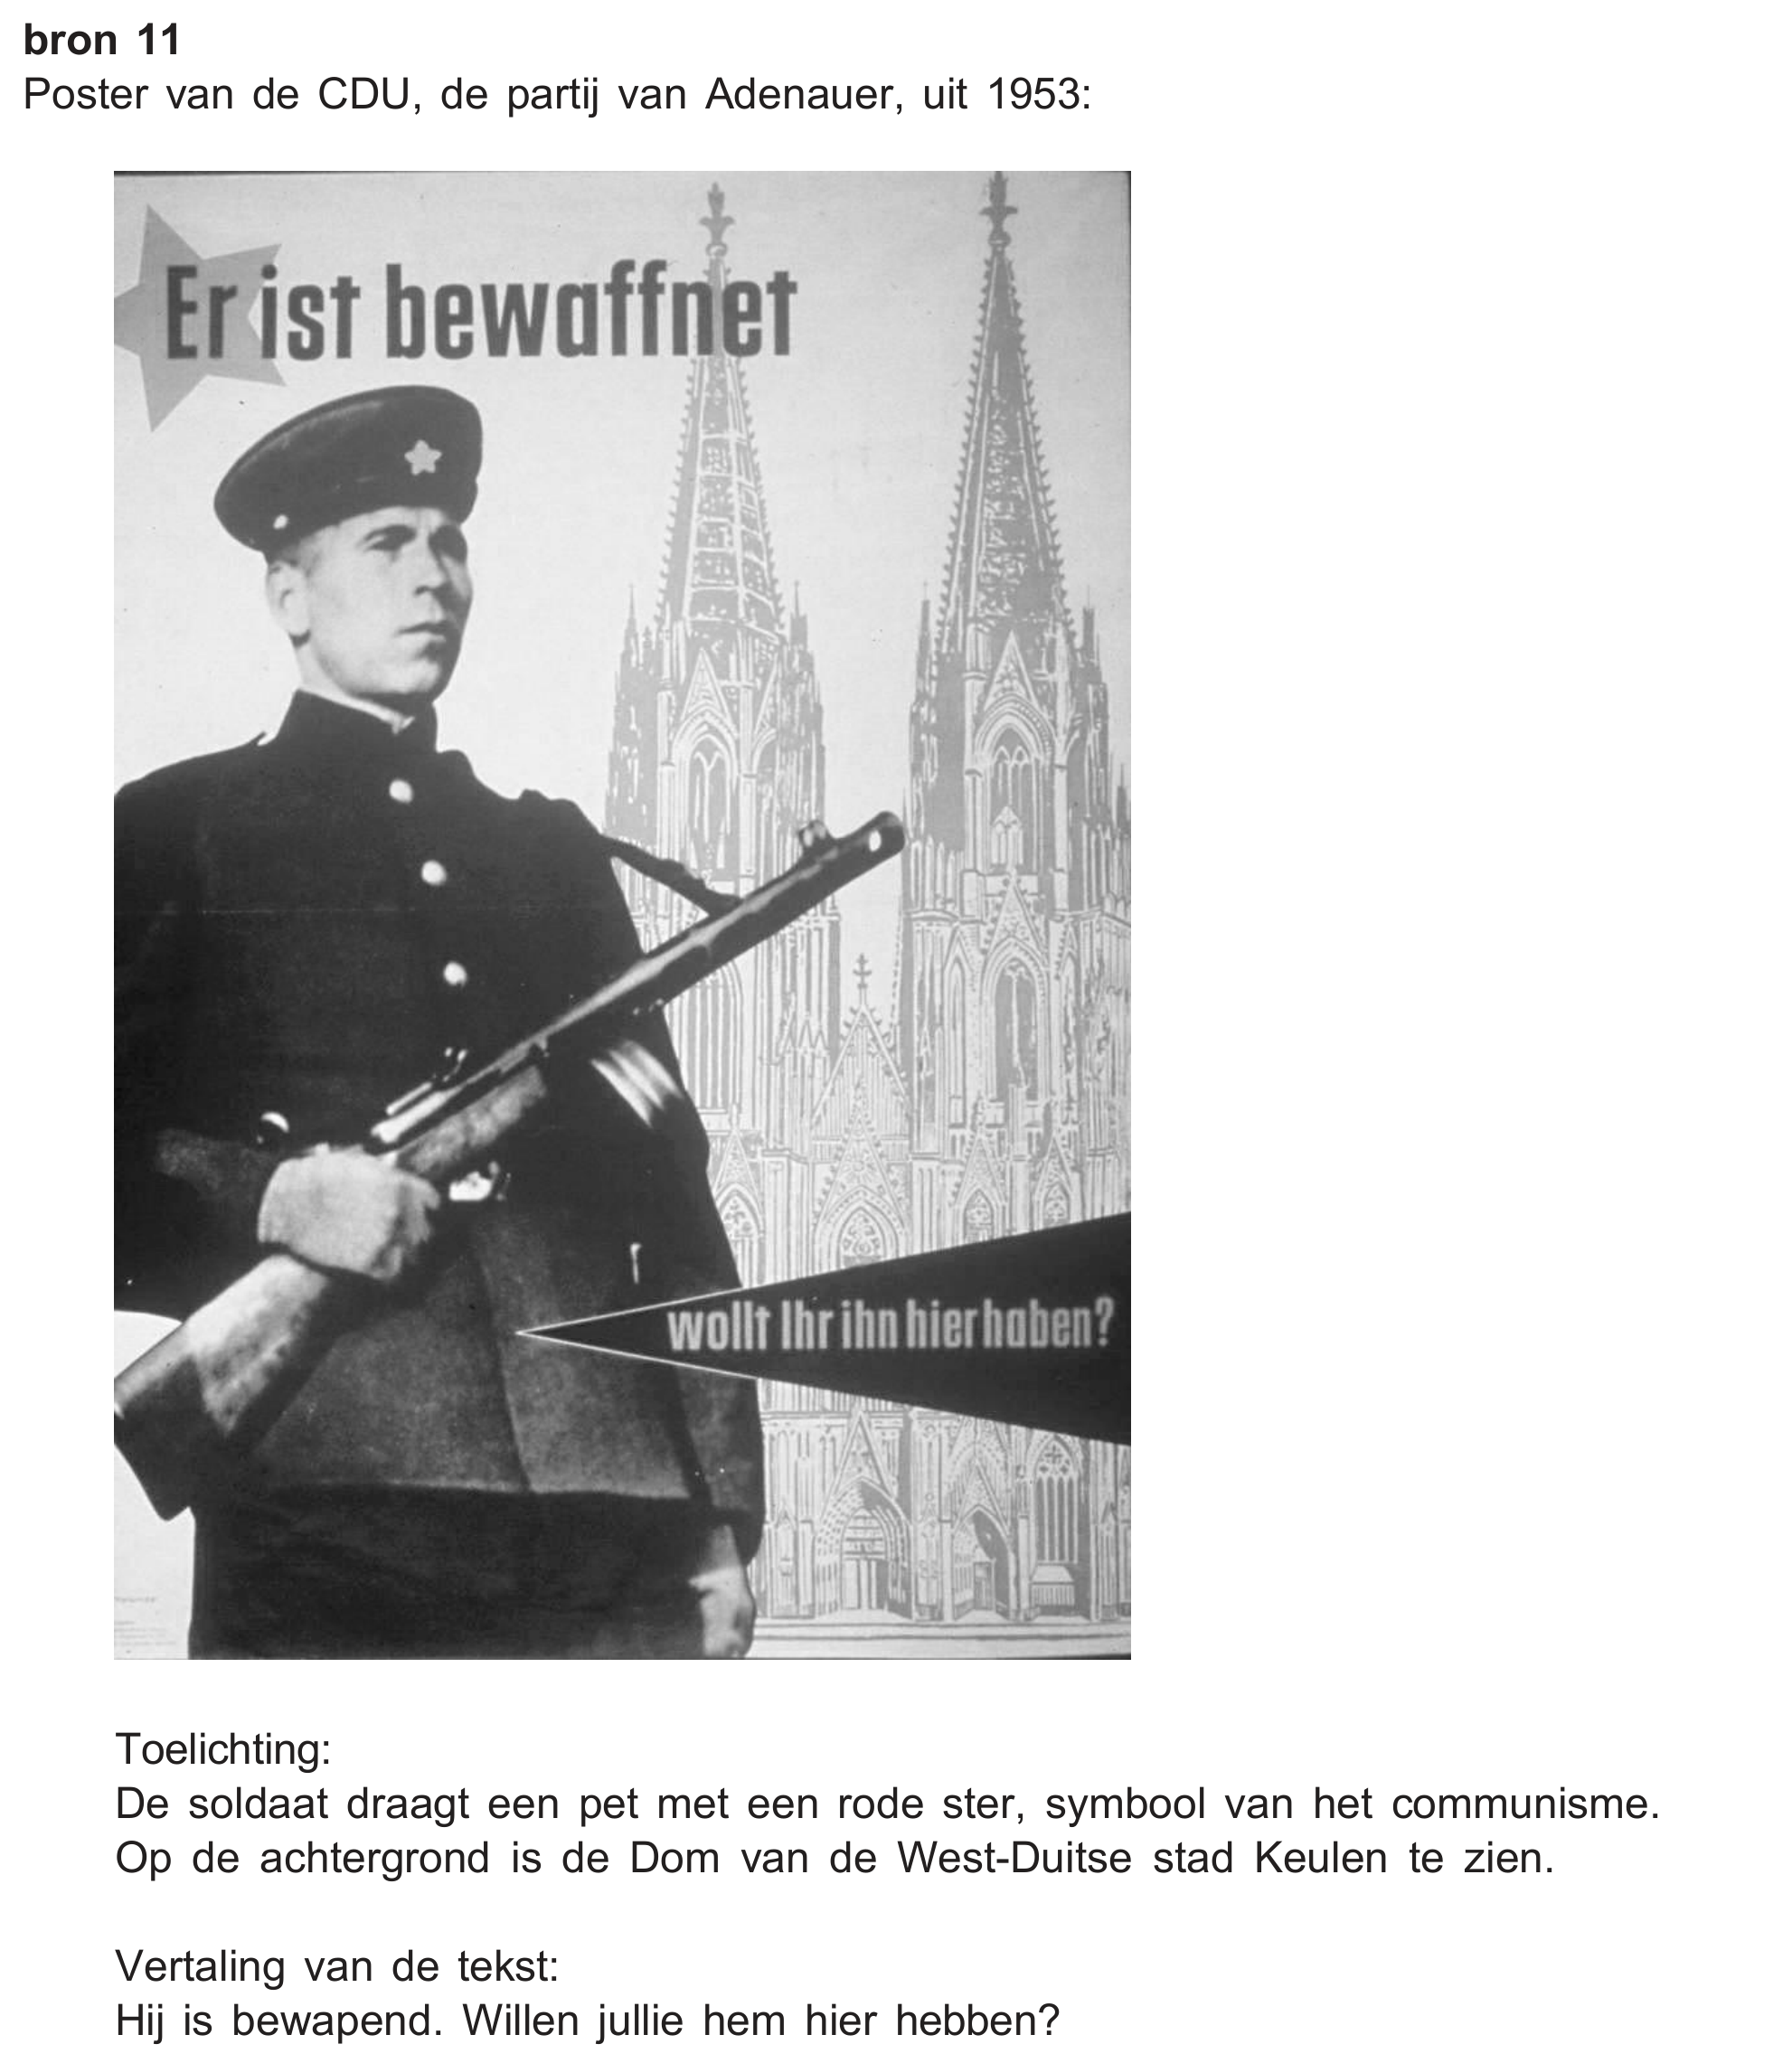 bron 11
Poster van de CDU, de partij van Adenauer, uit 1953:
Er ist bewaffnet
wollt Ihr ihn hier haben?
Toelichting:
De soldaat draagt een pet met een rode ster, symbool van het communisme.
Op de achtergrond is de Dom van de West-Duitse stad Keulen te zien.
Vertaling van de tekst:
Hij is bewapend. Willen jullie hem hier hebben?